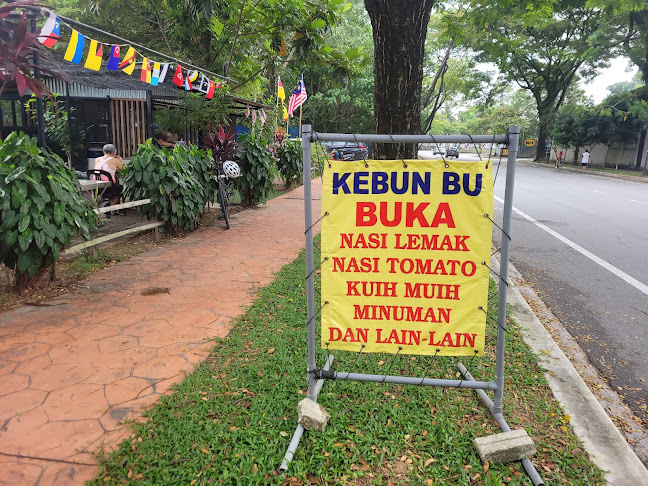 KEBUN BU
BUKA
NASI LEMAK
NASI TOMATO
KUIH MUIH
MINUMAN
DAN LAIN-LAIN